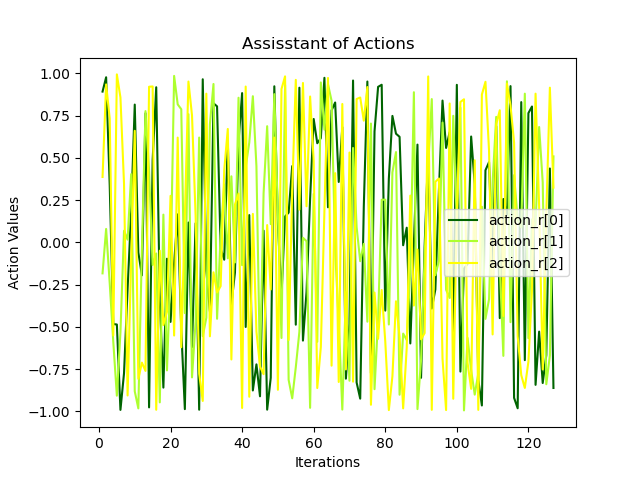 Assisstant of Actions
Action Values
1.00
0.75
0.50
0.25
0.00
−0.25
−0.50
−0.75
−1.00
action_r[0]
action_r[1]
action_r[2]
0 20 40 60 80 100 120
Iterations